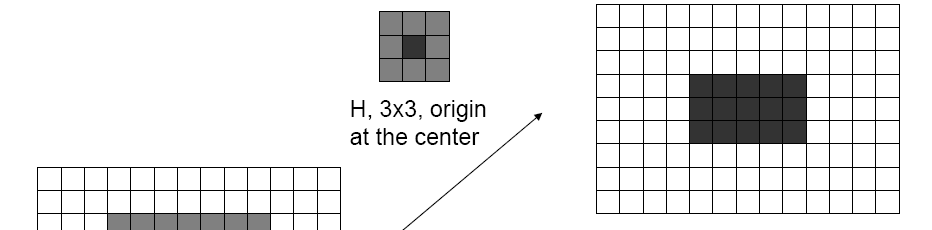 H, 3x3, origin
at the center